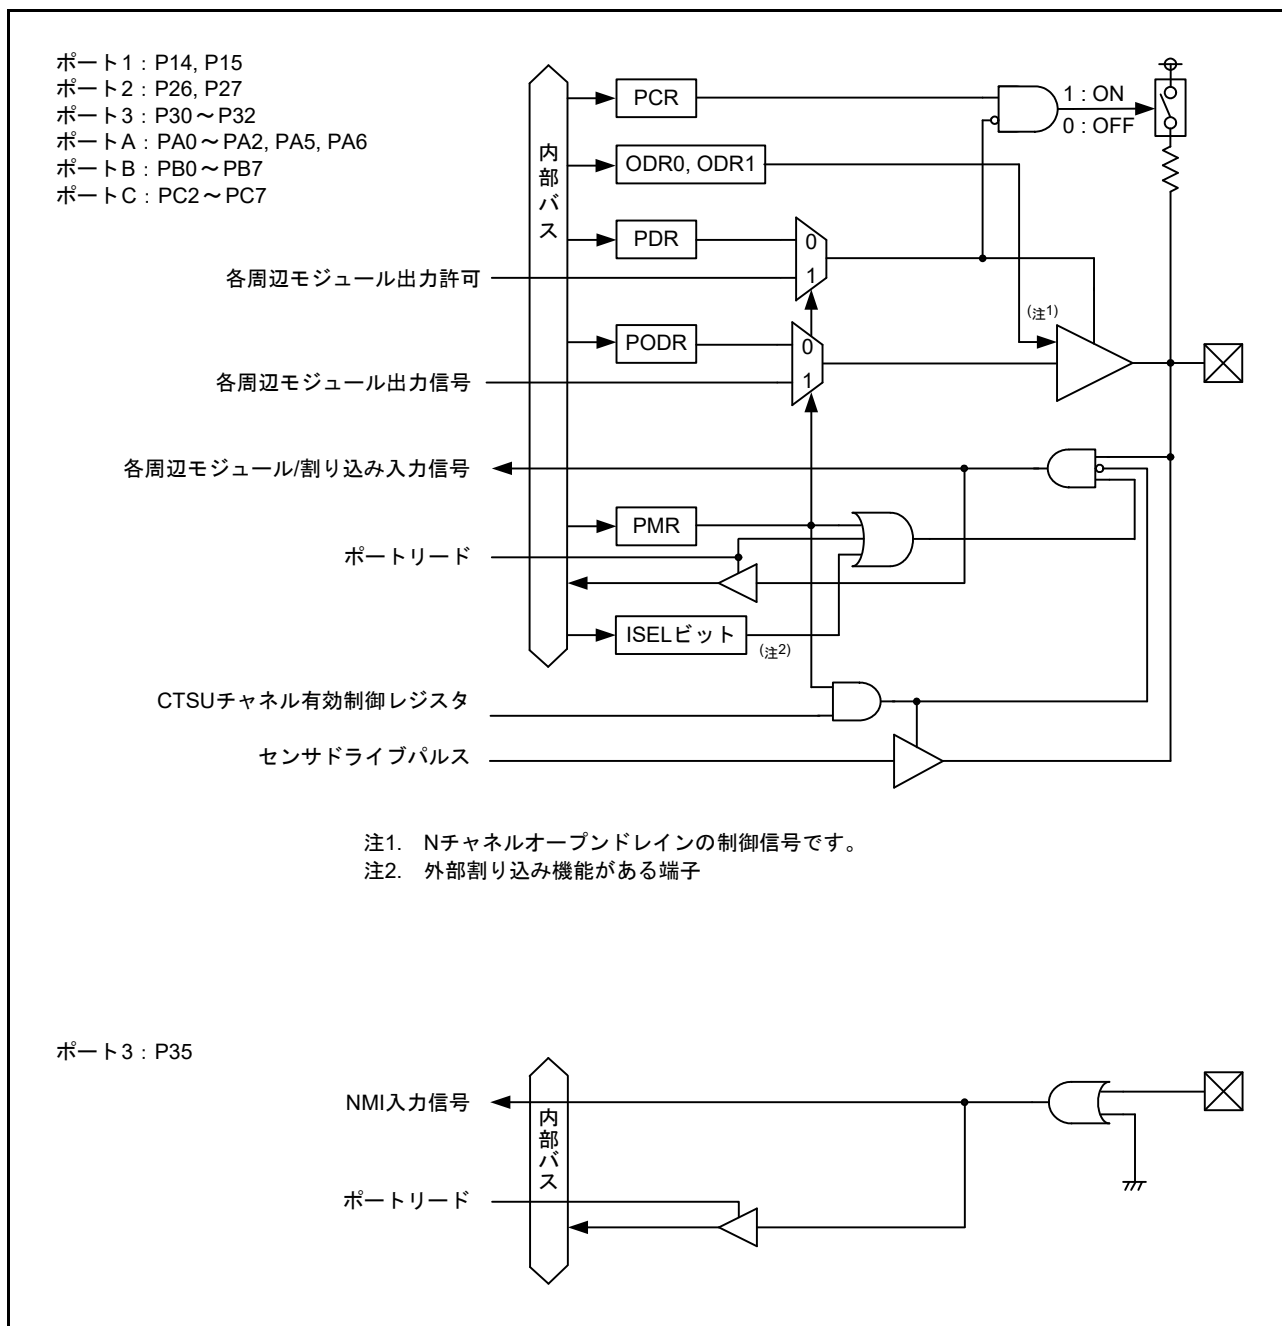 ポート1 : P14, P15
ポート2 : P26, P27
ポート3 : P30～P32
ポートA : PA0～PA2, PA5, PA6
ポートB : PB0～PB7
ポートC : PC2～PC7
内部バス
PCR
1 : ON
0 : OFF
ODR0, ODR1
PDR
0
1
各周辺モジュール出力許可
(注1)
PODR
0
1
各周辺モジュール出力信号
各周辺モジュール/割り込み入力信号
PMR
ポートリード
ISELビット
(注2)
CTSUチャネル有効制御レジスタ
センサドライブパルス
注1. Nチャネルオープンドレインの制御信号です。
注2. 外部割り込み機能がある端子
ポート3 : P35
NMI入力信号
内部バス
ポートリード